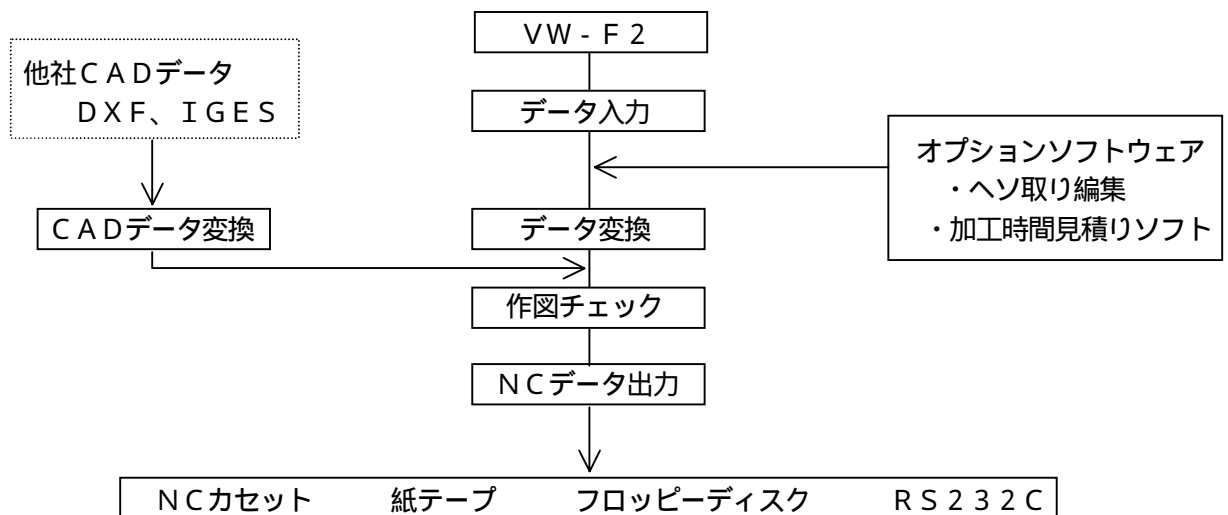 ＶＷ‐Ｆ２
他社ＣＡＤデータ
ＤＸＦ、ＩＧＥＳ
データ入力
オプションソフトウェア
・ヘソ取り編集
・加工時間見積りソフト
ＣＡＤデータ変換
データ変換
作図チェック
ＮＣデータ出力
ＮＣカセット　紙テープ　フロッピーディスク　ＲＳ２３２Ｃ